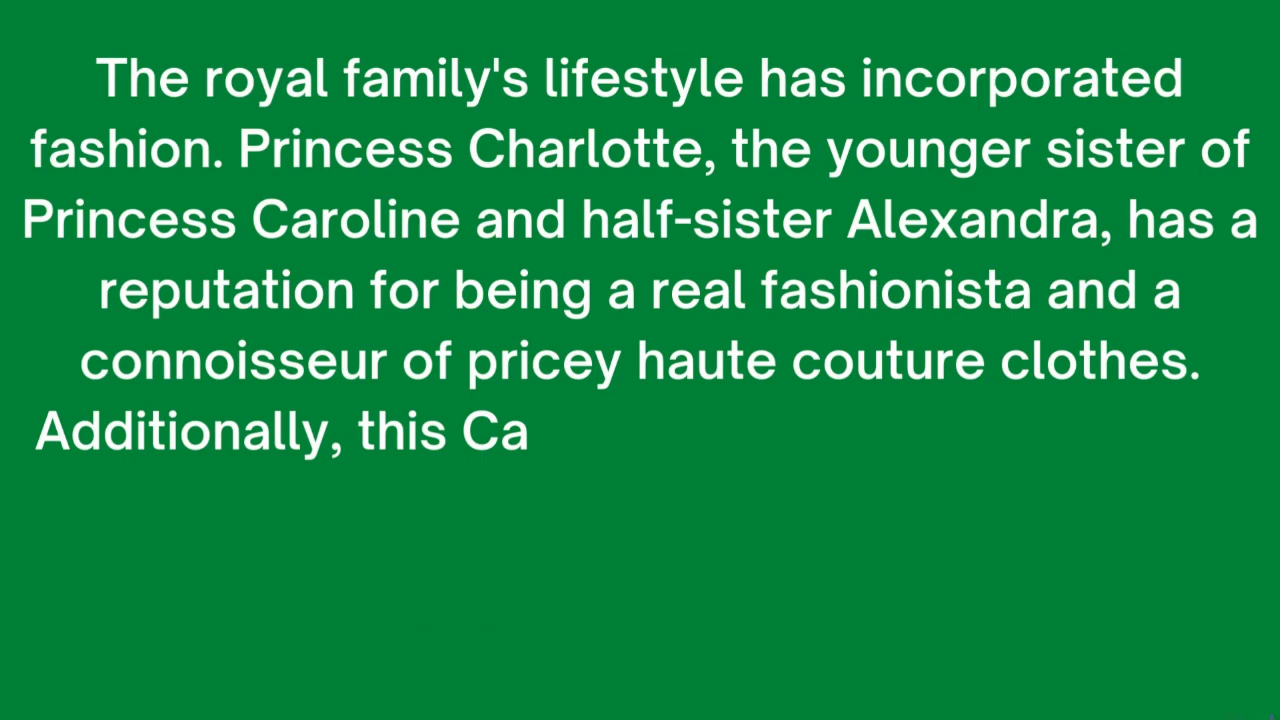 The royal family's lifestyle has incorporated
fashion. Princess Charlotte, the younger sister of
Princess Caroline and half-sister Alexandra, has a
reputation for being a real fashionista and a
connoisseur of pricey haute couture clothes.
Additionally, this Ca